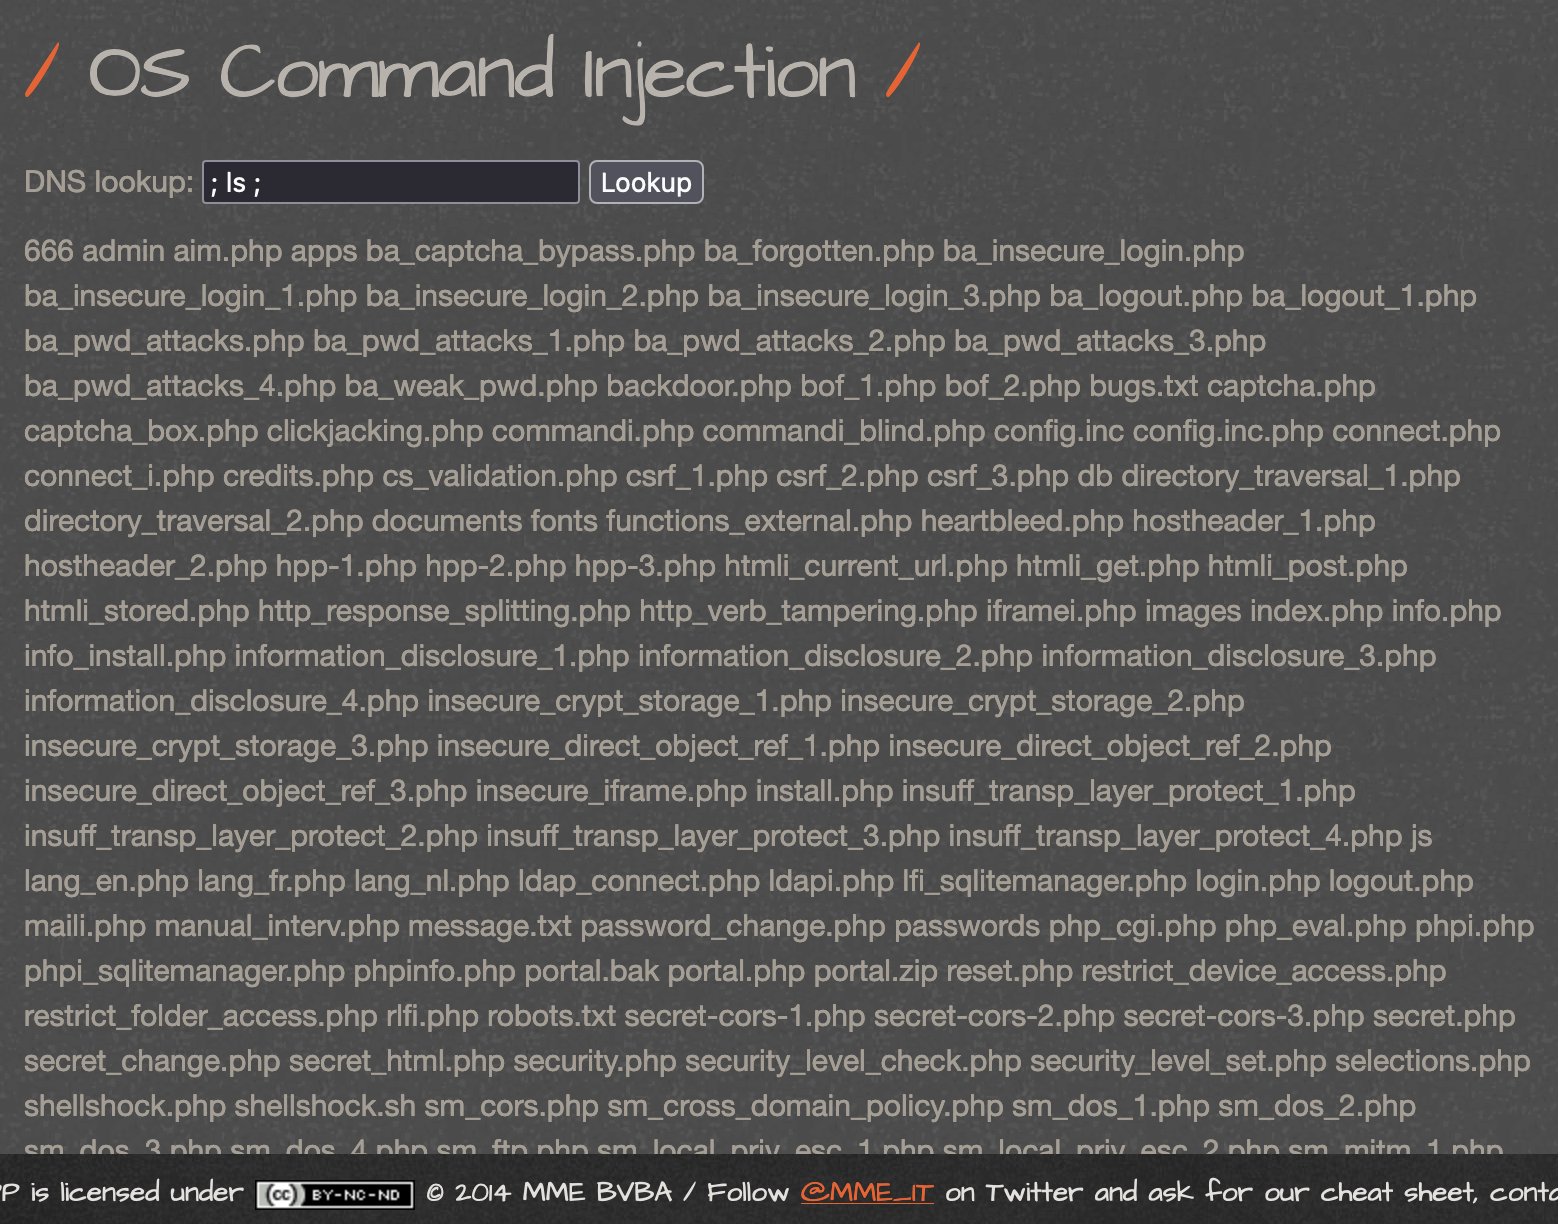 / OS Command Injection /
DNS lookup: ; ls ; Lookup
666 admin aim.php apps ba_captcha_bypass.php ba_forgotten.php ba_insecure_login.php
ba_insecure_login_1.php ba_insecure_login_2.php ba_insecure_login_3.php ba_logout.php ba_logout_1.php
ba_pwd_attacks.php ba_pwd_attacks_1.php ba_pwd_attacks_2.php ba_pwd_attacks_3.php
ba_pwd_attacks_4.php ba_weak_pwd.php backdoor.php bof_1.php bof_2.php bugs.txt captcha.php
captcha_box.php clickjacking.php commandi.php commandi_blind.php config.inc config.inc.php connect.php
connect_i.php credits.php cs_validation.php csrf_1.php csrf_2.php csrf_3.php db directory_traversal_1.php
directory_traversal_2.php documents fonts functions_external.php heartbleed.php hostheader_1.php
hostheader_2.php hpp-1.php hpp-2.php hpp-3.php htmli_current_url.php htmli_get.php htmli_post.php
htmli_stored.php http_response_splitting.php http_verb_tampering.php iframei.php images index.php info.php
info_install.php information_disclosure_1.php information_disclosure_2.php information_disclosure_3.php
information_disclosure_4.php insecure_crypt_storage_1.php insecure_crypt_storage_2.php
insecure_crypt_storage_3.php insecure_direct_object_ref_1.php insecure_direct_object_ref_2.php
insecure_direct_object_ref_3.php insecure_iframe.php install.php insuff_transp_layer_protect_1.php
insuff_transp_layer_protect_2.php insuff_transp_layer_protect_3.php insuff_transp_layer_protect_4.php js
lang_en.php lang_fr.php lang_nl.php ldap_connect.php ldapi.php lfi_sqlitemanager.php login.php logout.php
maili.php manual_interv.php message.txt password_change.php passwords php_cgi.php php_eval.php phpi.php
phpi_sqlitemanager.php phpinfo.php portal.bak portal.php portal.zip reset.php restrict_device_access.php
restrict_folder_access.php rlfi.php robots.txt secret-cors-1.php secret-cors-2.php secret-cors-3.php secret.php
secret_change.php secret_html.php security.php security_level_check.php security_level_set.php selections.php
shellshock.php shellshock.sh sm_cors.php sm_cross_domain_policy.php sm_dos_1.php sm_dos_2.php
sm_dos_3.php sm_dos_4.php sm_ftp.php sm_local_priv_esc_1.php sm_local_priv_esc_2.php sm_mitm_1.php
P is licensed under cc BY-NC-ND © 2014 MME BVBA / Follow @MME_IT on Twitter and ask for our cheat sheet,